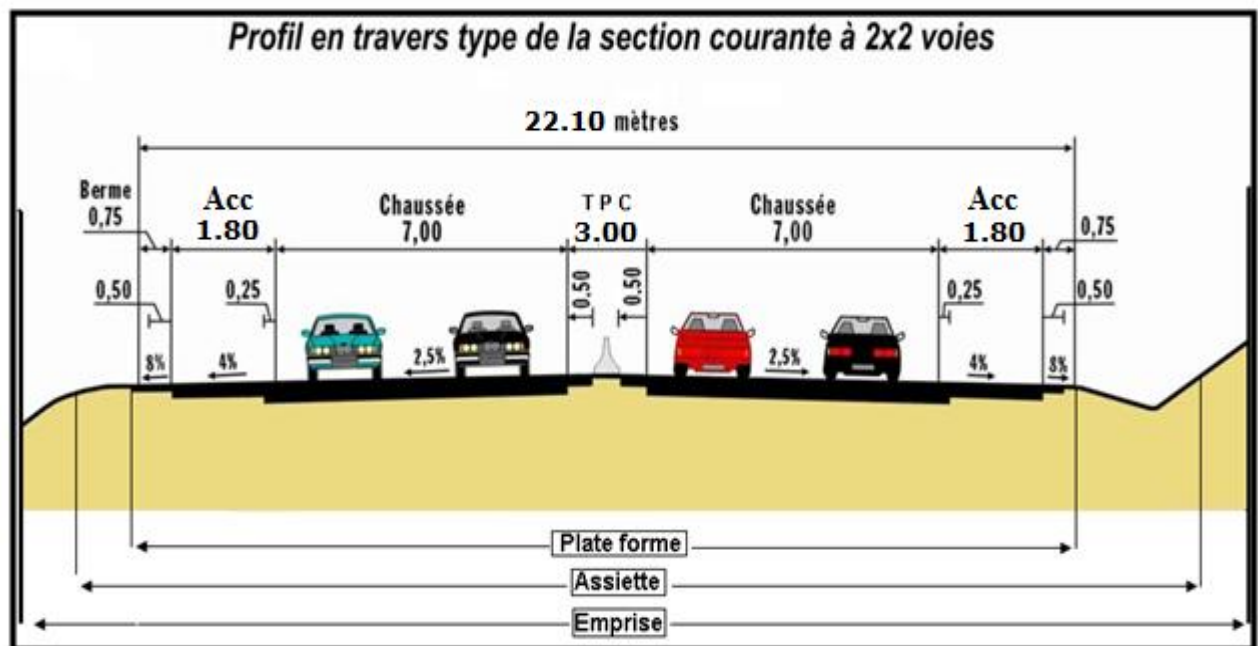 Profil en travers type de la section courante à 2x2 voies
22.10 mètres
Berme Acc Chaussée T P C Chaussée Acc
0,75 1.80 7,00 3.00 7,00 1.80 0,75
0,50 0,25 0.50 0.50 0,25 0,50
8% 4% 2,5% 2,5% 4% 8%
Plate forme
Assiette
Emprise